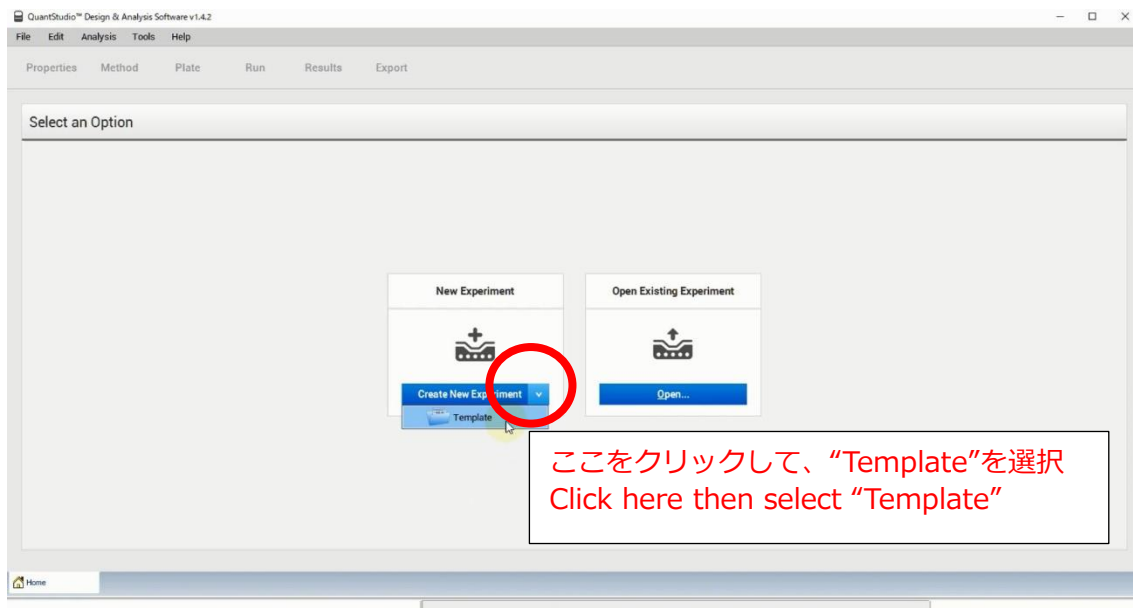 QuantStudio™ Design & Analysis Software v1.4.2
File Edit Analysis Tools Help
Properties Method Plate Run Results Export
Select an Option
New Experiment Open Existing Experiment
Create New Experiment Open...
Template
ここをクリックして、“Template”を選択
Click here then select “Template”
Home